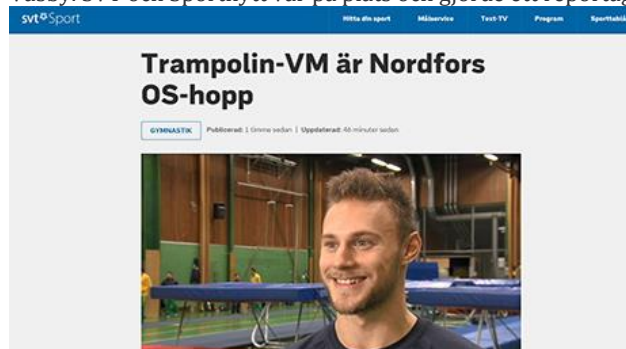 svt Sport
Hitta din sport Målservice Text-TV Program
Trampolin-VM är Nordfors
OS-hopp
GYMNASTIK Publicerad: 1 timme sedan | Uppdaterad: 46 minuter sedan